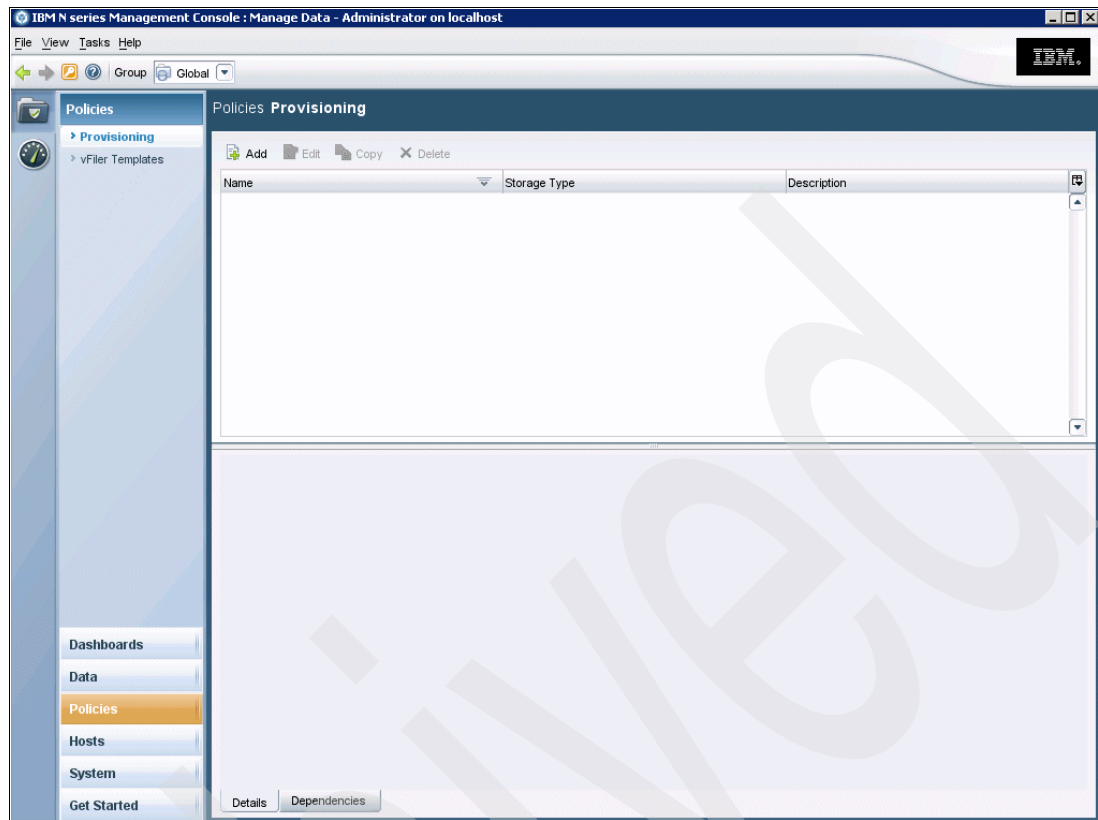 IBM N series Management Console : Manage Data - Administrator on localhost
File View Tasks Help
Group Global
IBM.
Policies
Policies Provisioning
Provisioning
vFiler Templates
Add Edit Copy Delete
Name Storage Type Description
Dashboards
Data
Policies
Hosts
System
Get Started
Details Dependencies